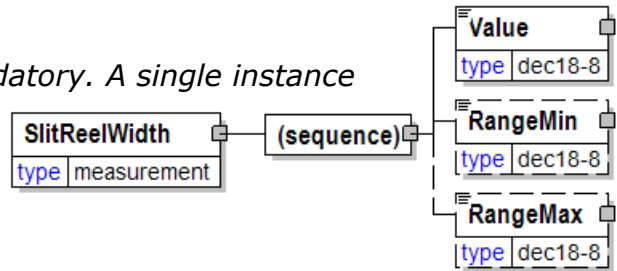 Value
type dec18-8
datory. A single instance
SlitReelWidth
type measurement
(sequence)
RangeMin
type dec18-8
RangeMax
type dec18-8